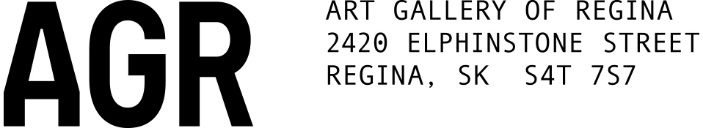 AGR
ART GALLERY OF REGINA
2420 ELPHINSTONE STREET
REGINA, SK  S4T 7S7